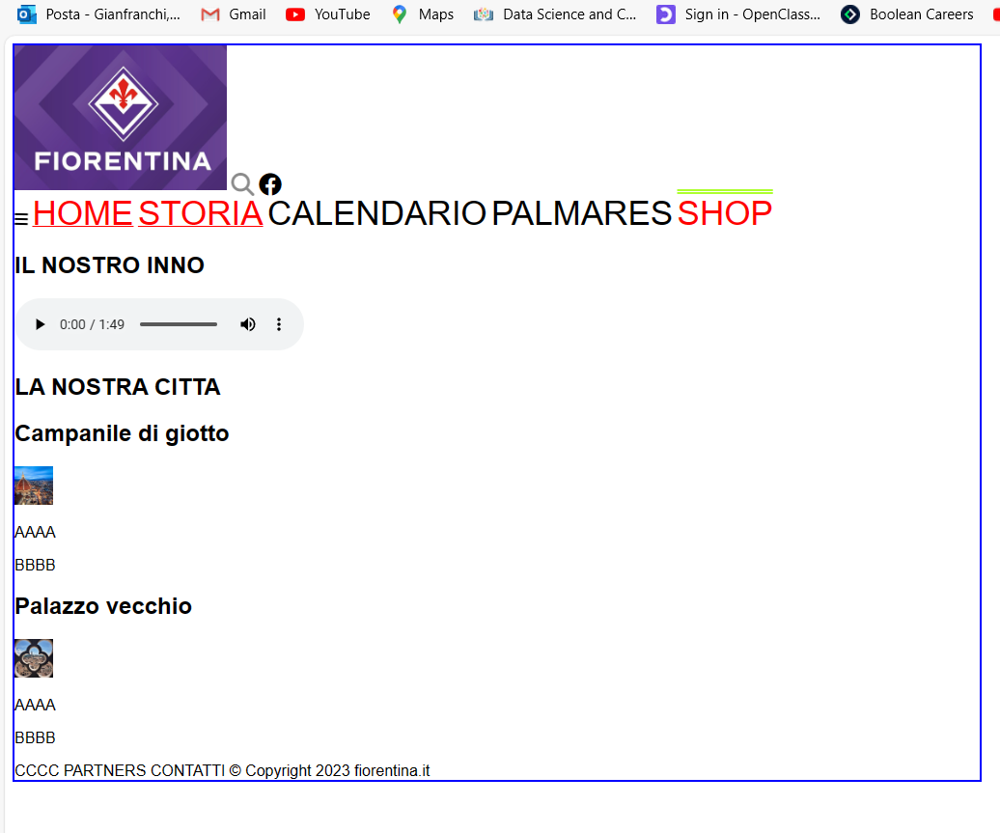 Posta - Gianfranchi,... Gmail YouTube Maps Data Science and C... Sign in - OpenClass... Boolean Careers
FIORENTINA
HOME STORIA CALENDARIO PALMARES SHOP
IL NOSTRO INNO
0:00 / 1:49
LA NOSTRA CITTA
Campanile di giotto
AAAA
BBBB
Palazzo vecchio
AAAA
BBBB
CCCC PARTNERS CONTATTI © Copyright 2023 fiorentina.it